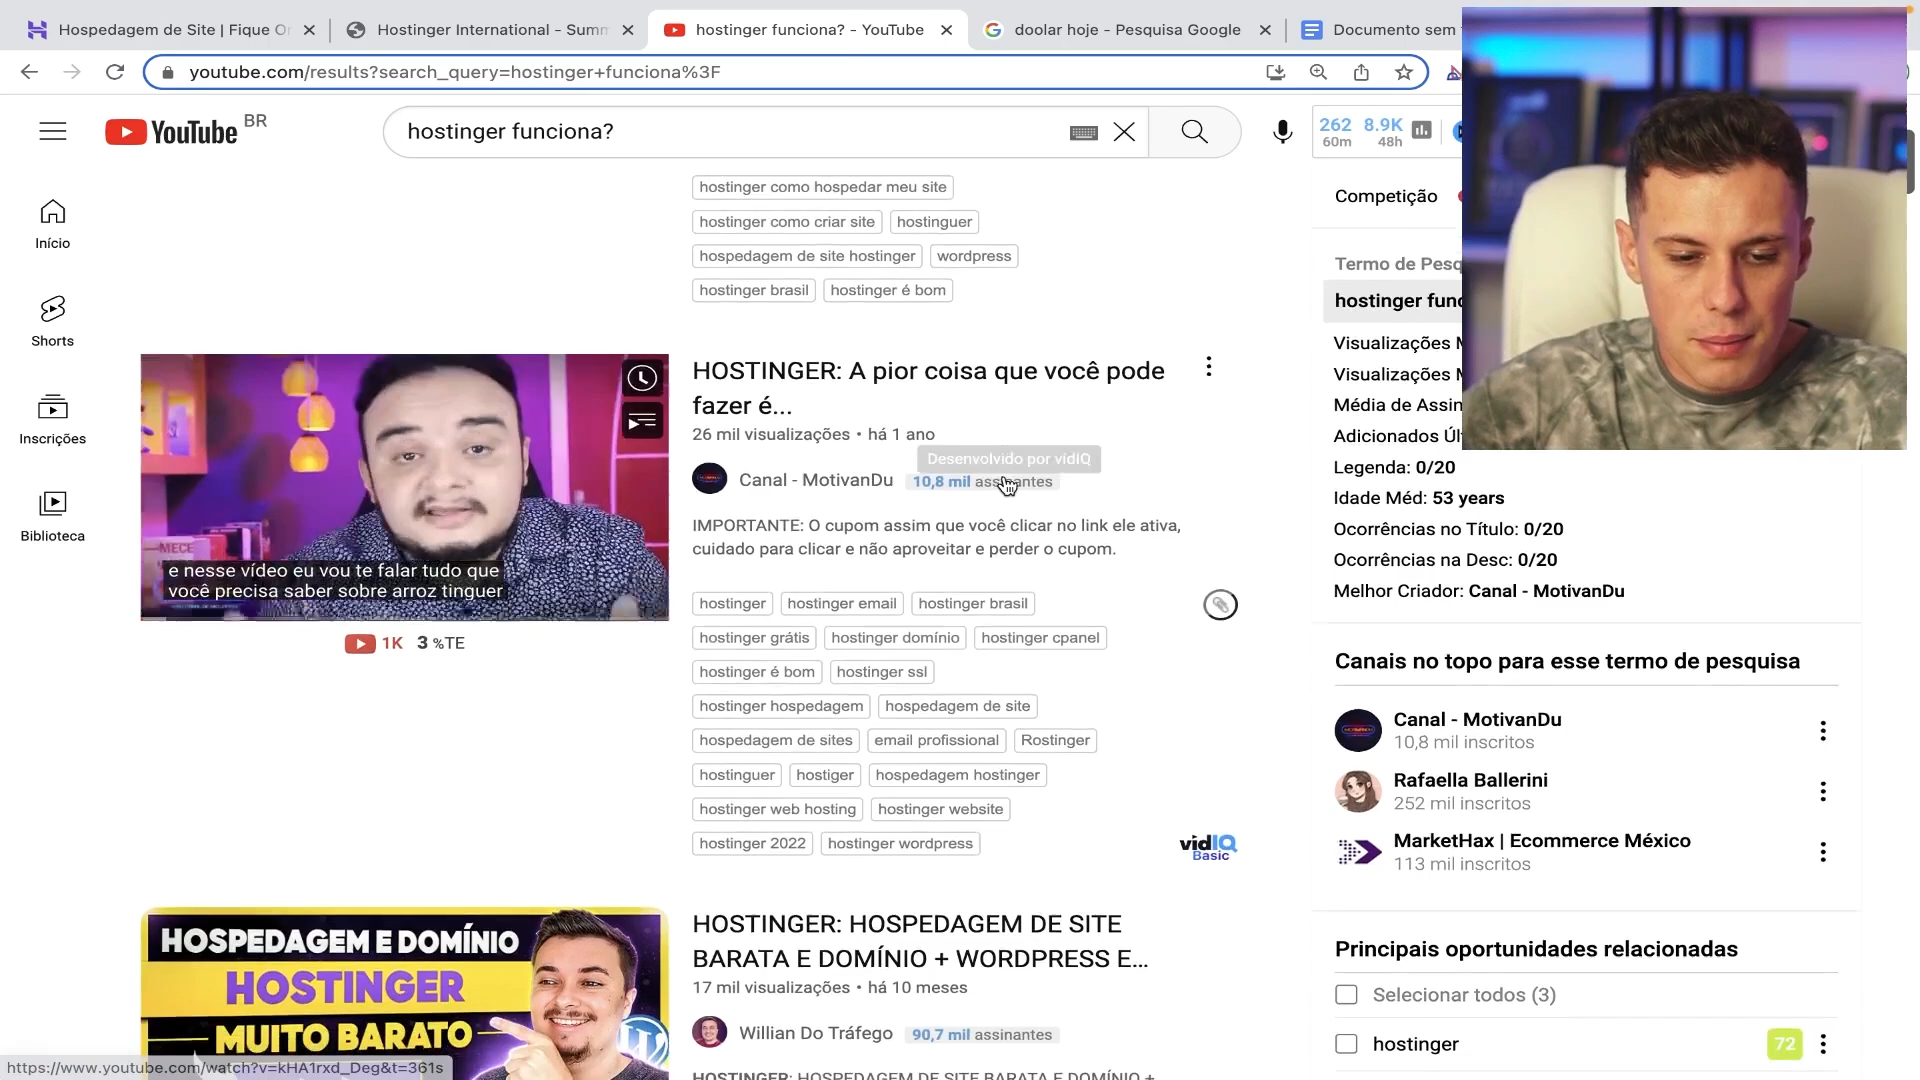 Hospedagem de Site | Fique O
Hostinger International - Summ
hostinger funciona? - YouTube
doolar hoje - Pesquisa Google
Documento sem
youtube.com/results?search_query=hostinger+funciona%3F
YouTube BR
hostinger funciona?
262 8.9K
60m 48h
Início
Shorts
Inscrições
Biblioteca
hostinger como hospedar meu site
hostinger como criar site hostinguer
hospedagem de site hostinger wordpress
hostinger brasil hostinger é bom
MECE
e nesse vídeo eu vou te falar tudo que
você precisa saber sobre arroz tinguer
1K 3 %TE
HOSTINGER: A pior coisa que você pode
fazer é...
26 mil visualizações • há 1 ano
Desenvolvido por vidIQ
Canal - MotivanDu 10,8 mil assinantes
IMPORTANTE: O cupom assim que você clicar no link ele ativa,
cuidado para clicar e não aproveitar e perder o cupom.
hostinger hostinger email hostinger brasil
hostinger grátis hostinger domínio hostinger cpanel
hostinger é bom hostinger ssl
hostinger hospedagem hospedagem de site
hospedagem de sites email profissional Rostinger
hostinguer hostiger hospedagem hostinger
hostinger web hosting hostinger website
hostinger 2022 hostinger wordpress
vidIQ
Basic
HOSPEDAGEM E DOMÍNIO
HOSTINGER
MUITO BARATO
HOSTINGER: HOSPEDAGEM DE SITE
BARATA E DOMÍNIO + WORDPRESS E...
17 mil visualizações • há 10 meses
Willian Do Tráfego 90,7 mil assinantes
HOSTINGER: HOSPEDAGEM DE SITE BARATA E DOMÍNIO +
https://www.youtube.com/watch?v=kHA1rxd_Deg&t=361s
Competição
Termo de Pesq
hostinger func
Visualizações M
Visualizações M
Média de Assin
Adicionados Úl
Legenda: 0/20
Idade Méd: 53 years
Ocorrências no Título: 0/20
Ocorrências na Desc: 0/20
Melhor Criador: Canal - MotivanDu
Canais no topo para esse termo de pesquisa
Canal - MotivanDu
10,8 mil inscritos
Rafaella Ballerini
252 mil inscritos
MarketHax | Ecommerce México
113 mil inscritos
Principais oportunidades relacionadas
Selecionar todos (3)
hostinger 72